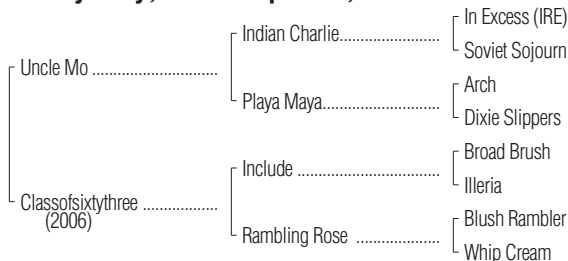 In Excess (IRE)
Indian Charlie....................
Soviet Sojourn
Uncle Mo .........................
Arch
Playa Maya.......................
Dixie Slippers
Broad Brush
Include ............................
Illeria
Classofsixtythree ...............
(2006)
Blush Rambler
Rambling Rose .................
Whip Cream